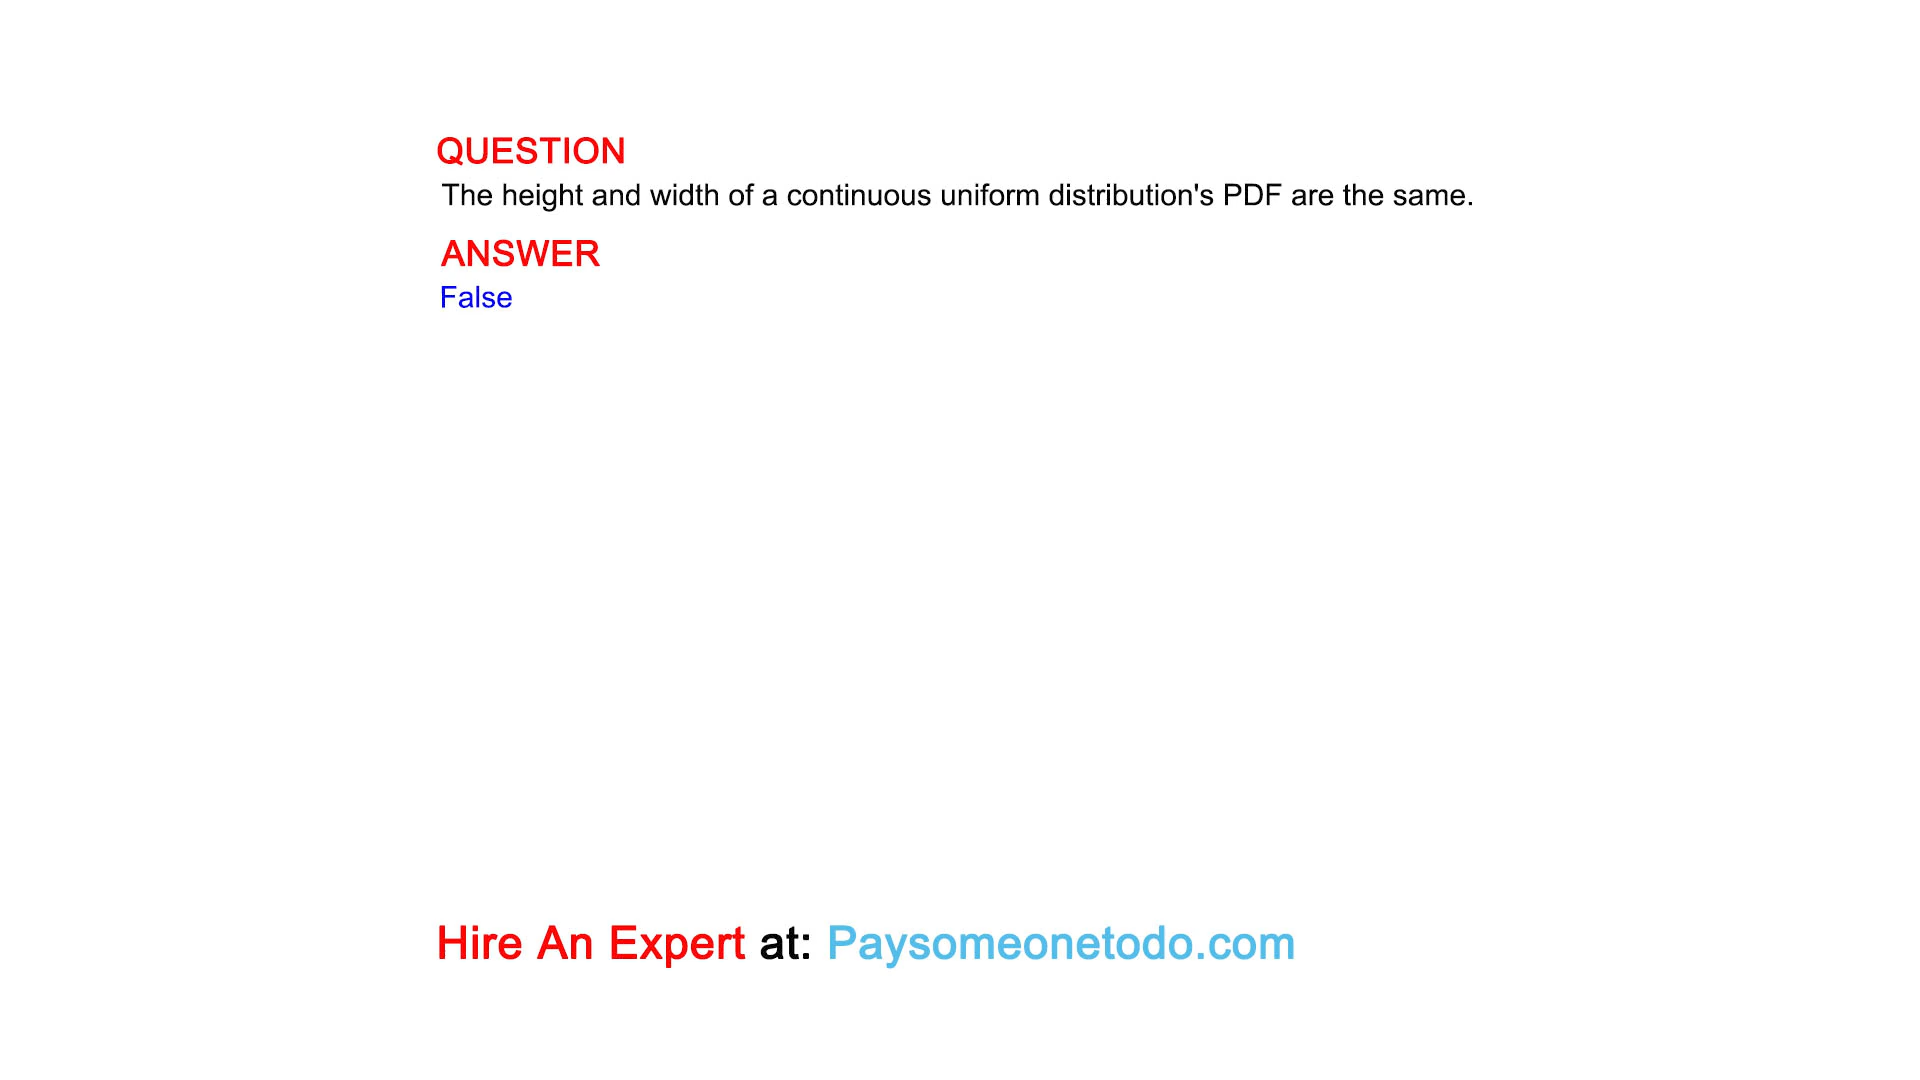 QUESTION
The height and width of a continuous uniform distribution's PDF are the same.
ANSWER
False
Hire An Expert at: Paysomeonetodo.com